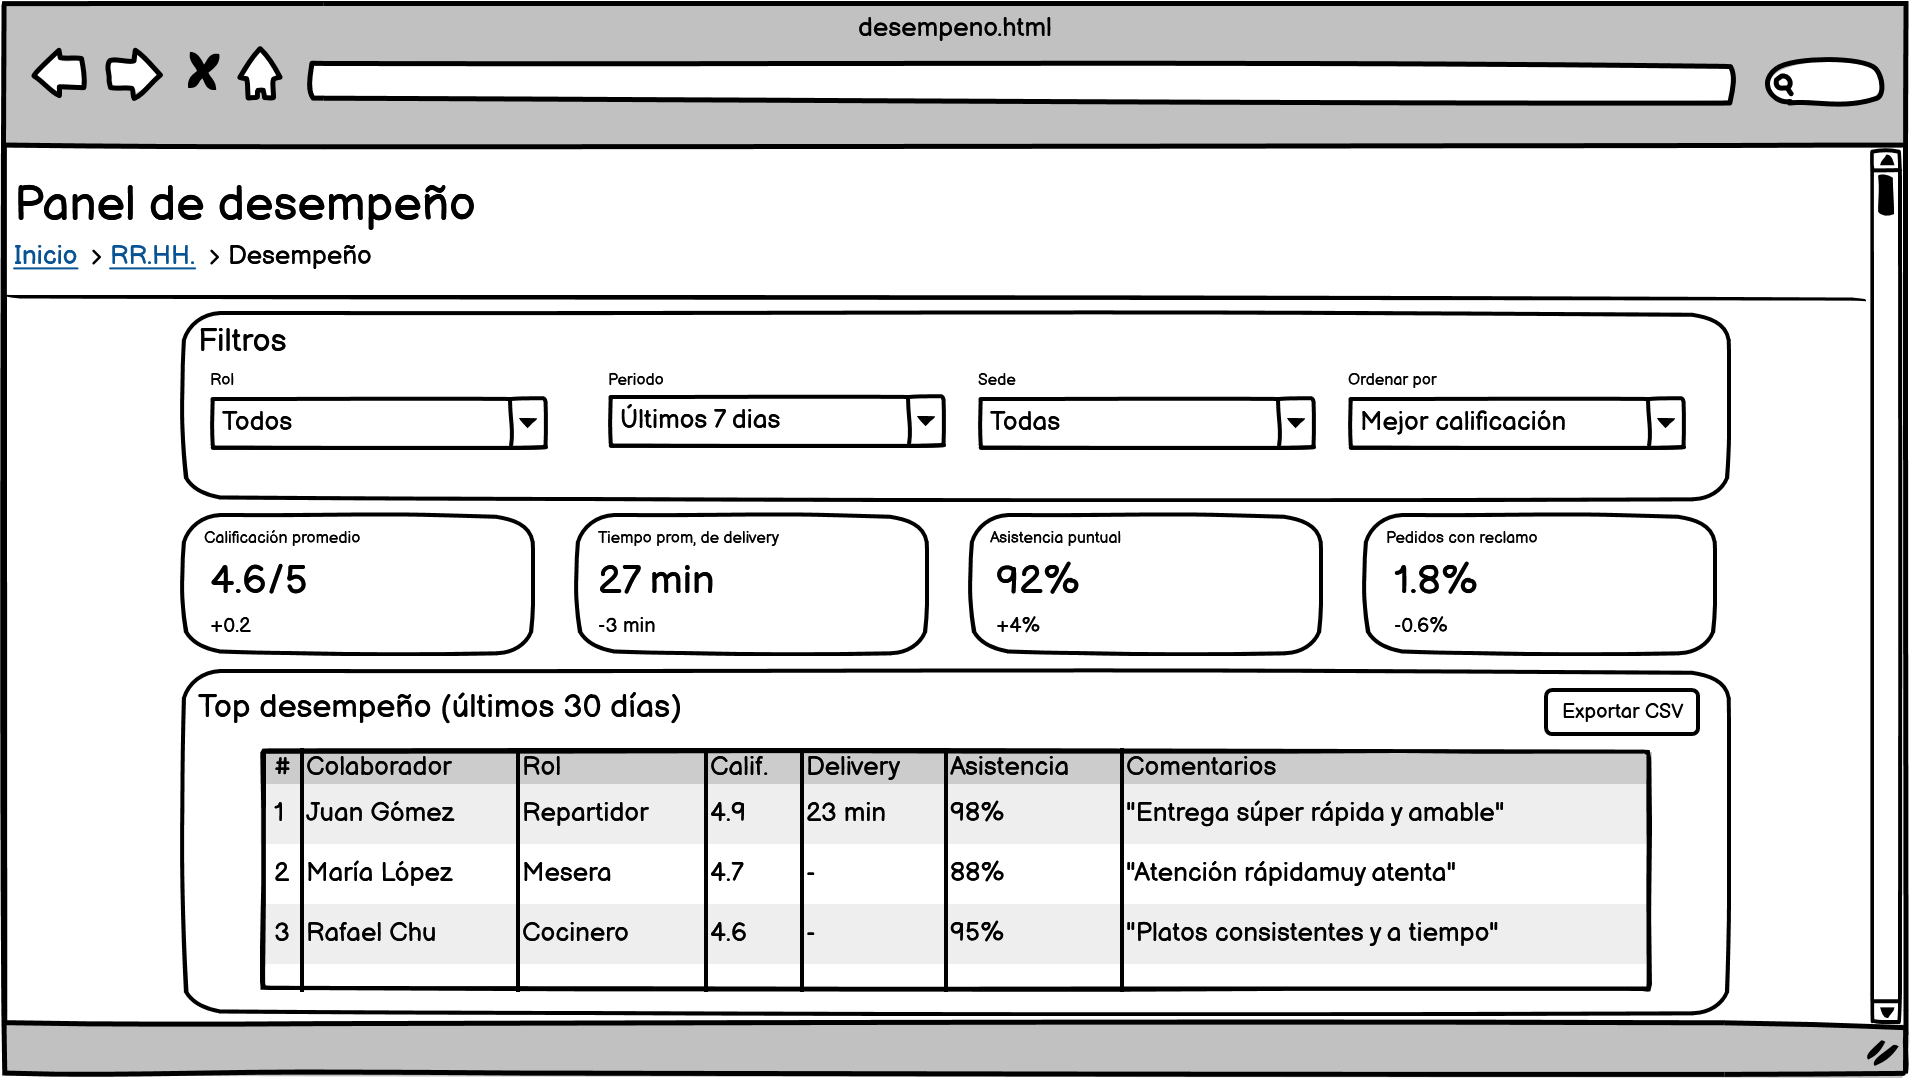 desempeno.html
Panel de desempeño
Inicio > RR.HH. > Desempeño
Filtros
Rol Periodo Sede Ordenar por
Todos Últimos 7 dias Todas Mejor calificación
Calificación promedio Tiempo prom, de delivery Asistencia puntual Pedidos con reclamo
4.6/5 27 min 92% 1.8%
+0.2 -3 min +4% -0.6%
Top desempeño (últimos 30 días) Exportar CSV
# Colaborador Rol Calif. Delivery Asistencia Comentarios
1 Juan Gómez Repartidor 4.9 23 min 98% "Entrega súper rápida y amable"
2 María López Mesera 4.7 - 88% "Atención rápidamuy atenta"
3 Rafael Chu Cocinero 4.6 - 95% "Platos consistentes y a tiempo"